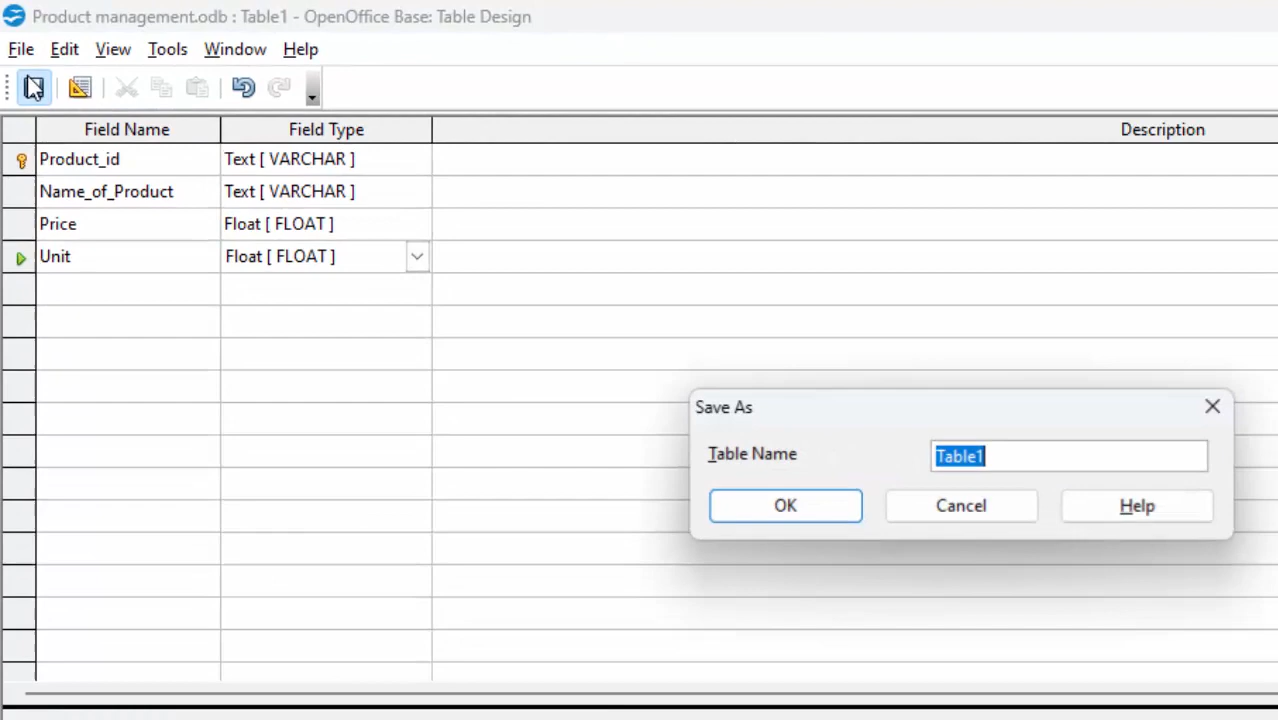 Product management.odb : Table1 - OpenOffice Base: Table Design
File Edit View Tools Window Help
Field Name Field Type Description
Product_id Text [ VARCHAR ]
Name_of_Product Text [ VARCHAR ]
Price Float [ FLOAT ]
Unit Float [ FLOAT ]
Save As
Table Name Table1
OK Cancel Help